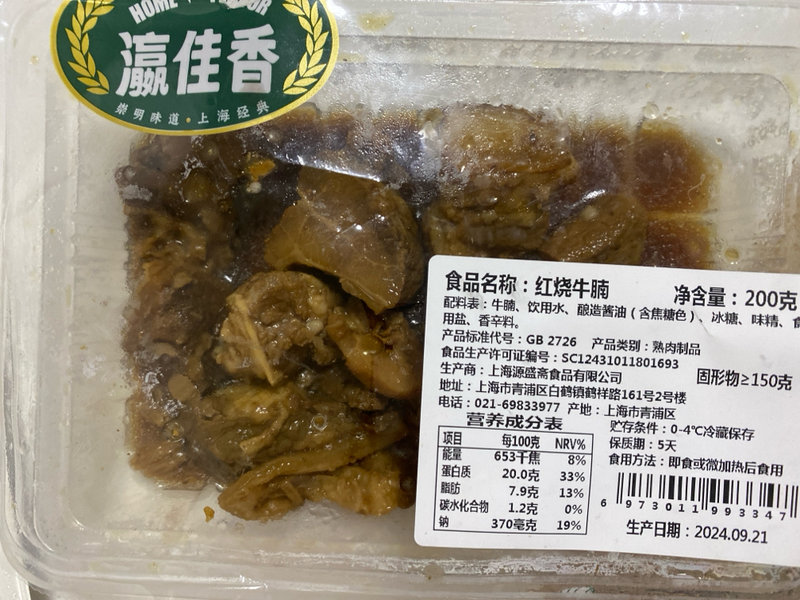 HOME
瀛佳香
崇明味道·上海经典
食品名称：红烧牛腩 净含量：200克
配料表：牛腩、饮用水、酿造酱油（含焦糖色）、冰糖、味精、食
用盐、香辛料。
产品标准代号：GB 2726 产品类别：熟肉制品
食品生产许可证编号：SC12431011801693
生产商：上海源盛斋食品有限公司 固形物≥150克
地址：上海市青浦区白鹤镇鹤祥路161号2号楼
电话：021-69833977 产地：上海市青浦区
营养成分表 贮存条件：0-4℃冷藏保存
项目 每100克 NRV% 保质期：5天
能量 653千焦 8% 食用方法：即食或微加热后食用
蛋白质 20.0克 33%
脂肪 7.9克 13%
碳水化合物 1.2克 0%
钠 370毫克 19%
6 973011 993347
生产日期：2024.09.21